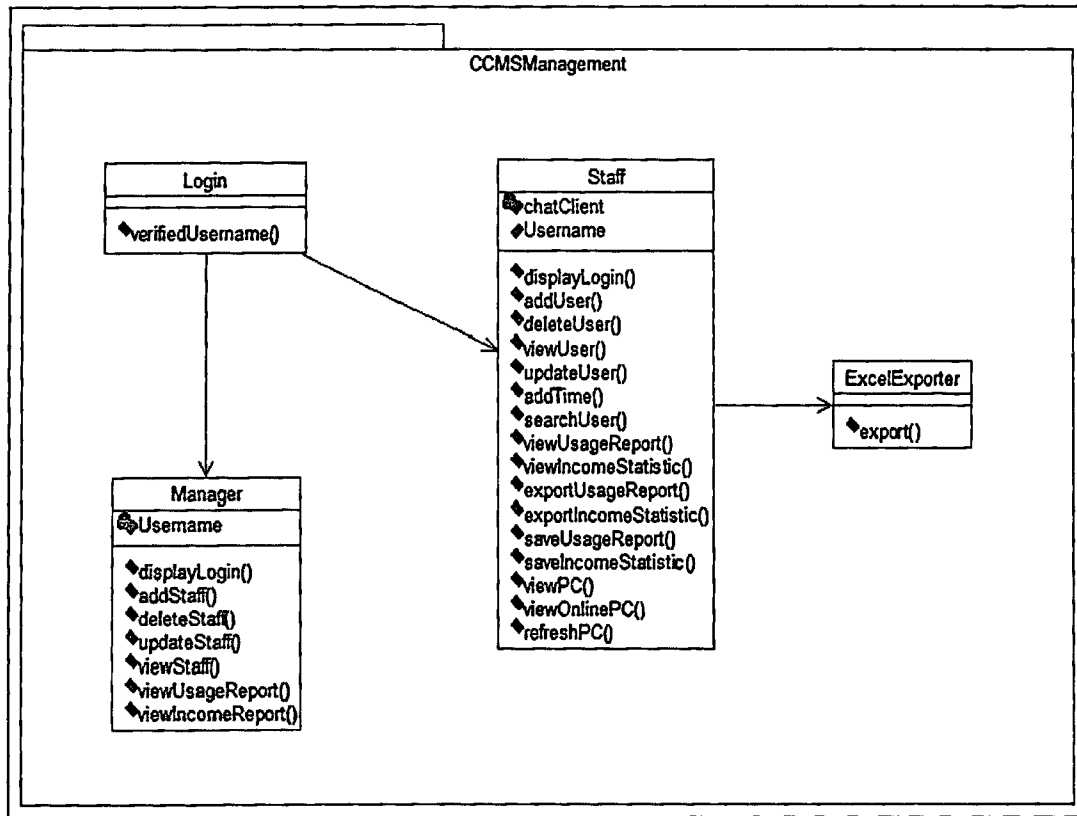 CCMSManagement
Login
verifiedUsername()
Staff
chatClient
Username
displayLogin()
addUser()
deleteUser()
viewUser()
updateUser()
addTime()
searchUser()
viewUsageReport()
viewIncomeStatistic()
exportUsageReport()
exportIncomeStatistic()
saveUsageReport()
saveIncomeStatistic()
viewPC()
viewOnlinePC()
refreshPC()
ExcelExporter
export()
Manager
Username
displayLogin()
addStaff()
deleteStaff()
updateStaff()
viewStaff()
viewUsageReport()
viewIncomeReport()